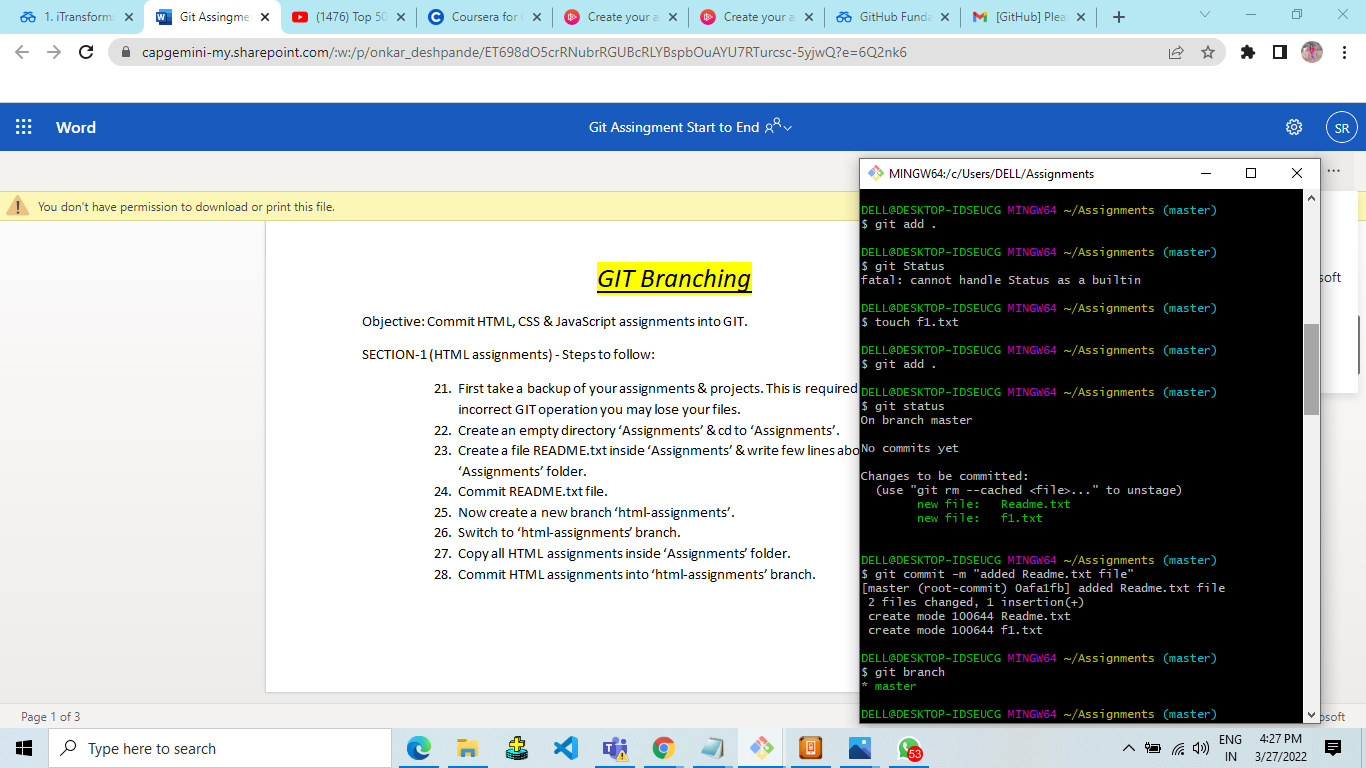 1. iTransform
Git Assingme
(1476) Top 50
Coursera for
Create your a
Create your a
GitHub Funda
[GitHub] Plea
capgemini-my.sharepoint.com/:w:/p/onkar_deshpande/ET698dO5crRNubrRGUBcRLYBspbOuAYU7RTurcsc-5yjwQ?e=6Q2nk6
Word
Git Assingment Start to End
SR
You don't have permission to download or print this file.
GIT Branching
Objective: Commit HTML, CSS & JavaScript assignments into GIT.
SECTION-1 (HTML assignments) - Steps to follow:
21. First take a backup of your assignments & projects. This is required
incorrect GIT operation you may lose your files.
22. Create an empty directory ‘Assignments’ & cd to ‘Assignments’.
23. Create a file README.txt inside ‘Assignments’ & write few lines abo
‘Assignments’ folder.
24. Commit README.txt file.
25. Now create a new branch ‘html-assignments’.
26. Switch to ‘html-assignments’ branch.
27. Copy all HTML assignments inside ‘Assignments’ folder.
28. Commit HTML assignments into ‘html-assignments’ branch.
MINGW64:/c/Users/DELL/Assignments
DELL@DESKTOP-IDSEUCG MINGW64 ~/Assignments (master)
$ git add .
DELL@DESKTOP-IDSEUCG MINGW64 ~/Assignments (master)
$ git Status
fatal: cannot handle Status as a builtin
DELL@DESKTOP-IDSEUCG MINGW64 ~/Assignments (master)
$ touch f1.txt
DELL@DESKTOP-IDSEUCG MINGW64 ~/Assignments (master)
$ git add .
DELL@DESKTOP-IDSEUCG MINGW64 ~/Assignments (master)
$ git status
On branch master
No commits yet
Changes to be committed:
(use "git rm --cached <file>..." to unstage)
new file: Readme.txt
new file: f1.txt
DELL@DESKTOP-IDSEUCG MINGW64 ~/Assignments (master)
$ git commit -m "added Readme.txt file"
[master (root-commit) 0afa1fb] added Readme.txt file
2 files changed, 1 insertion(+)
create mode 100644 Readme.txt
create mode 100644 f1.txt
DELL@DESKTOP-IDSEUCG MINGW64 ~/Assignments (master)
$ git branch
* master
DELL@DESKTOP-IDSEUCG MINGW64 ~/Assignments (master)
soft
Page 1 of 3
osoft
Type here to search
53
ENG
IN
4:27 PM
3/27/2022